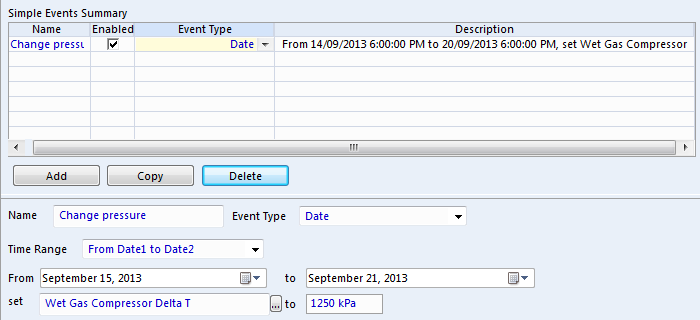 Simple Events Summary
Name Enabled Event Type Description
Change pressu Date From 14/09/2013 6:00:00 PM to 20/09/2013 6:00:00 PM, set Wet Gas Compressor
Add Copy Delete
Name Change pressure Event Type Date
Time Range From Date1 to Date2
From September 15, 2013 to September 21, 2013
set Wet Gas Compressor Delta T ... to 1250 kPa